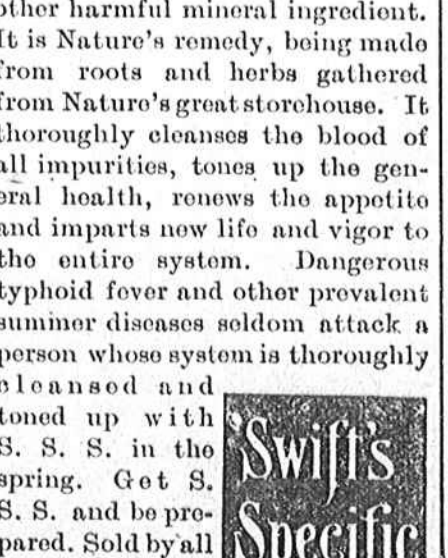 other harmful mineral ingredient.
It is Nature's remedy, being made
from roots and herbs gathered
from Nature's great storehouse. It
thoroughly cleanses the blood of
all impurities, tones up the gen-
eral health, renews the appetite
and imparts new life and vigor to
the entire system. Dangerous
typhoid fever and other prevalent
summer diseases seldom attack a
person whose system is thoroughly
cleansed and
toned up with
S. S. S. in the
spring. Get S.
S. S. and be pre-
pared. Sold by all
Swift's
Specific